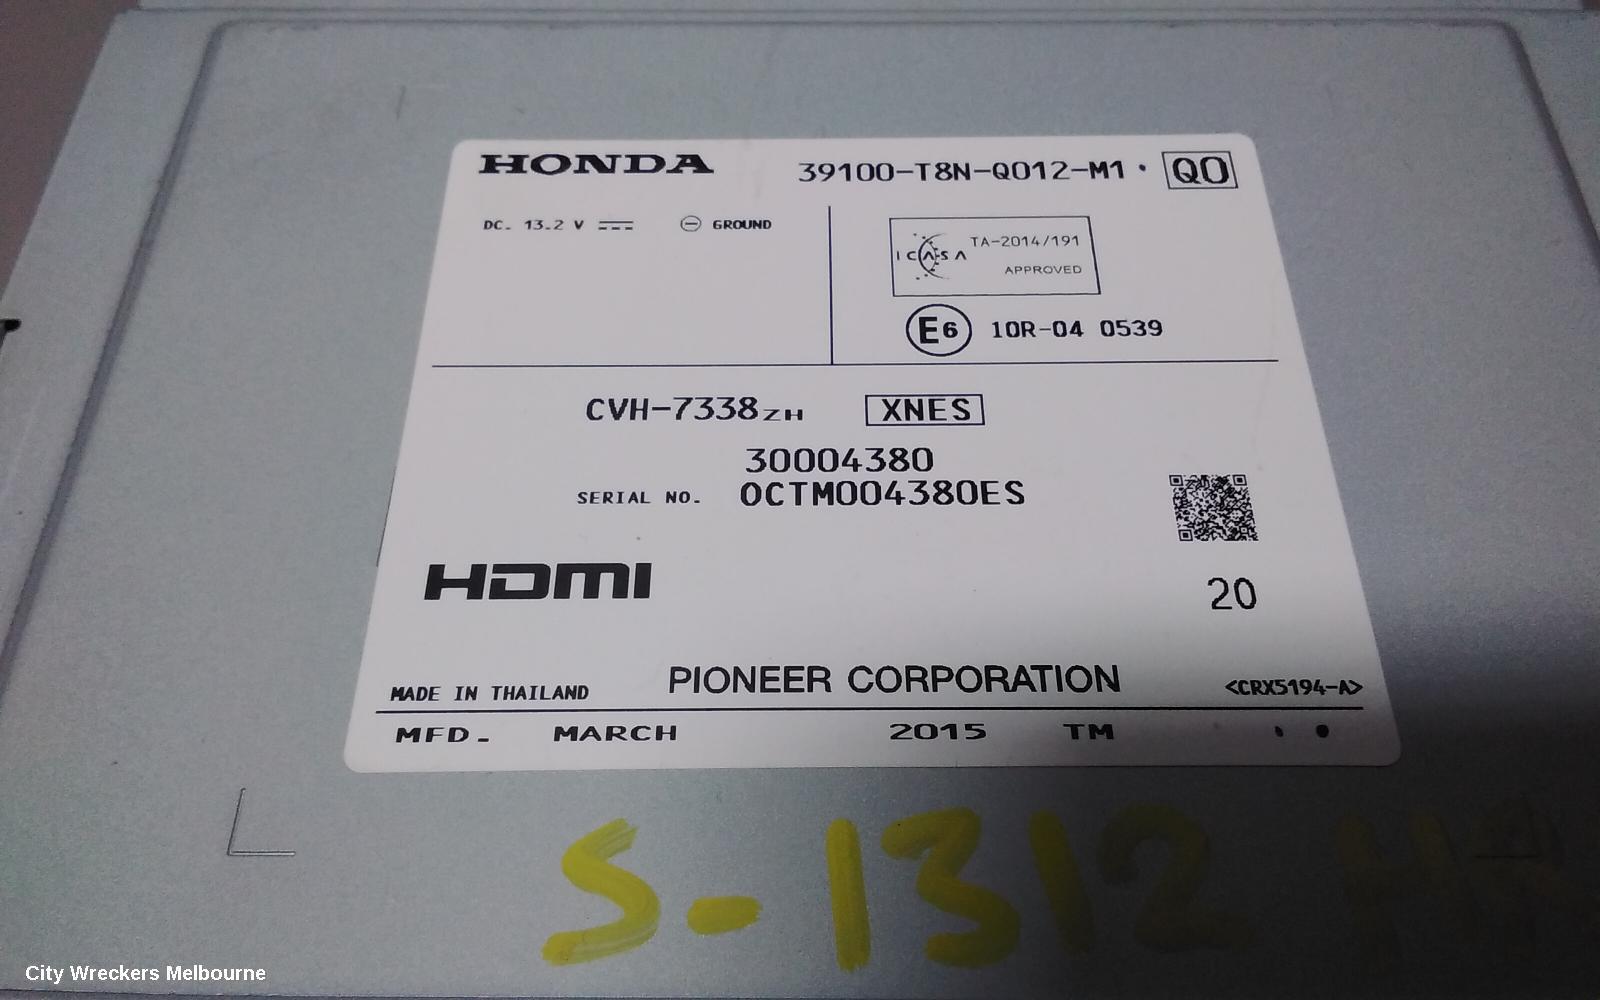 HONDA 39100-T8N-Q012-M1 · Q0
DC. 13.2 V GROUND
ICASA TA-2014/191
APPROVED
E6 10R-04 0539
CVH-7338ZH XNES
30004380
SERIAL NO. OCTM004380ES
HDMI
20
MADE IN THAILAND PIONEER CORPORATION <CRX5194-A>
MFD. MARCH 2015 TM
S-1312
City Wreckers Melbourne